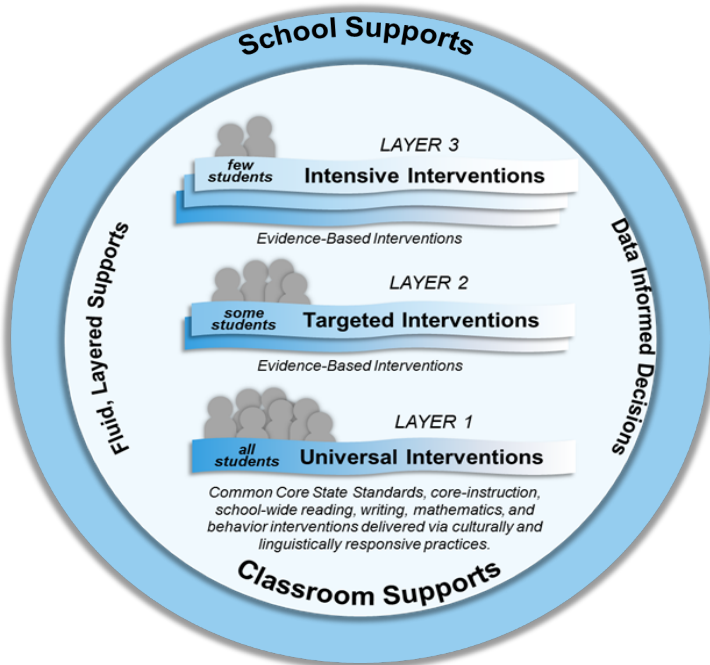 School Supports
LAYER 3
few
students
Intensive Interventions
Evidence-Based Interventions
Fluid, Layered Supports
Data Informed Decisions
LAYER 2
some
students
Targeted Interventions
Evidence-Based Interventions
LAYER 1
all
students
Universal Interventions
Common Core State Standards, core-instruction,
school-wide reading, writing, mathematics, and
behavior interventions delivered via culturally and
linguistically responsive practices.
Classroom Supports